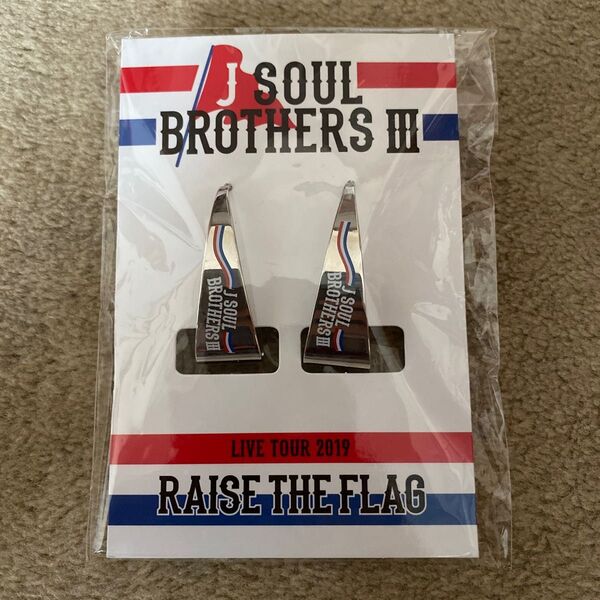 J SOUL
BROTHERS III
J SOUL
BROTHERS III
J SOUL
BROTHERS III
LIVE TOUR 2019
RAISE THE FLAG